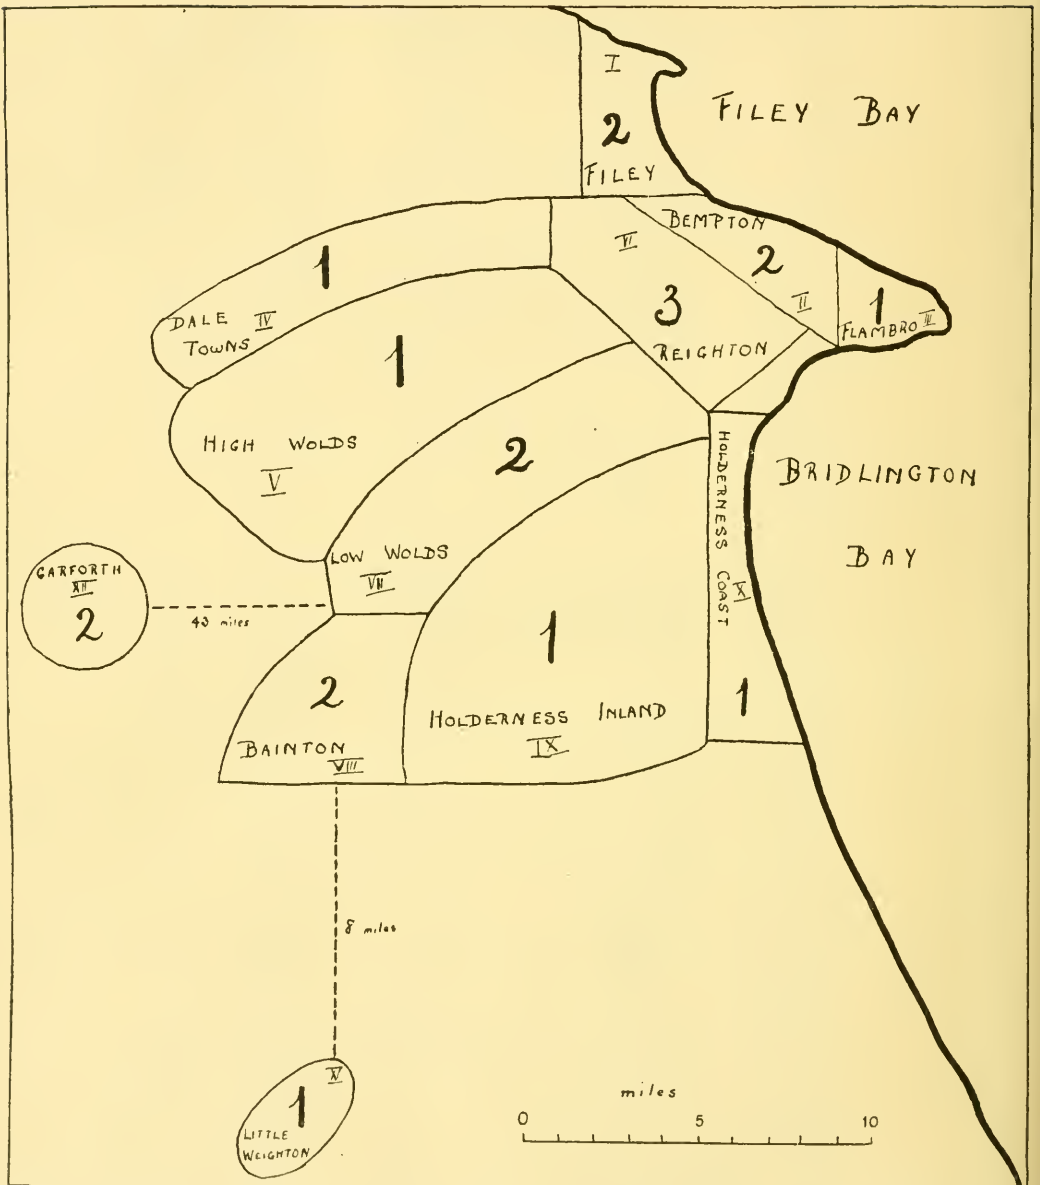 I
2
FILEY
FILEY BAY
BEMPTON
2
II
VI
3
REIGHTON
1
FLAMBRO III
1
DALE IV
TOWNS
1
HIGH WOLDS
V
2
LOW WOLDS
VII
HOLDERNESS COAST X
1
BRIDLINGTON
BAY
GARFORTH
XII
2
43 miles
2
BAINTON
VIII
1
HOLDERNESS INLAND
IX
8 miles
1
LITTLE
WEIGHTON
miles
0 5 10